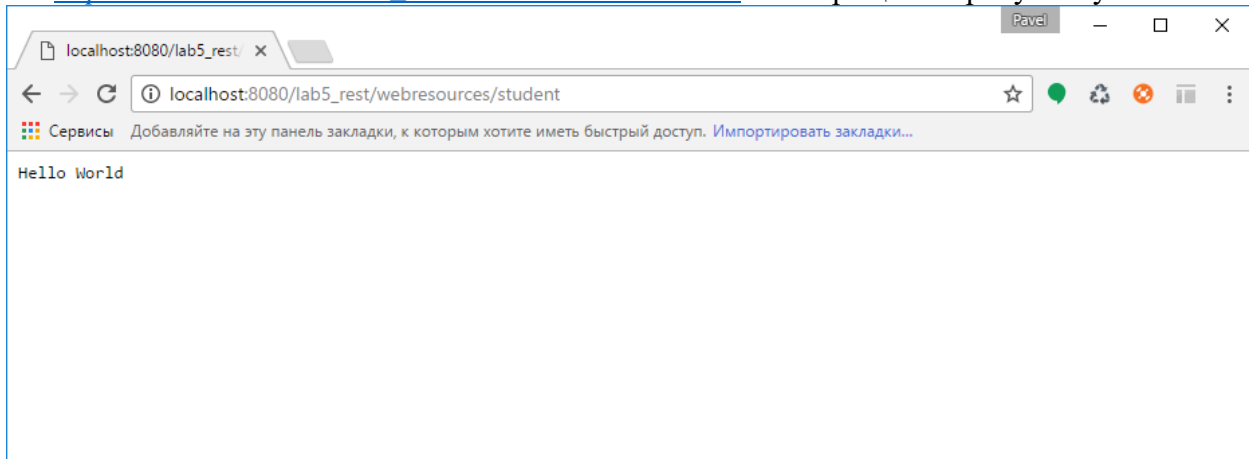 Pavel
localhost:8080/lab5_rest/
localhost:8080/lab5_rest/webresources/student
Сервисы Добавляйте на эту панель закладки, к которым хотите иметь быстрый доступ. Импортировать закладки...
Hello World